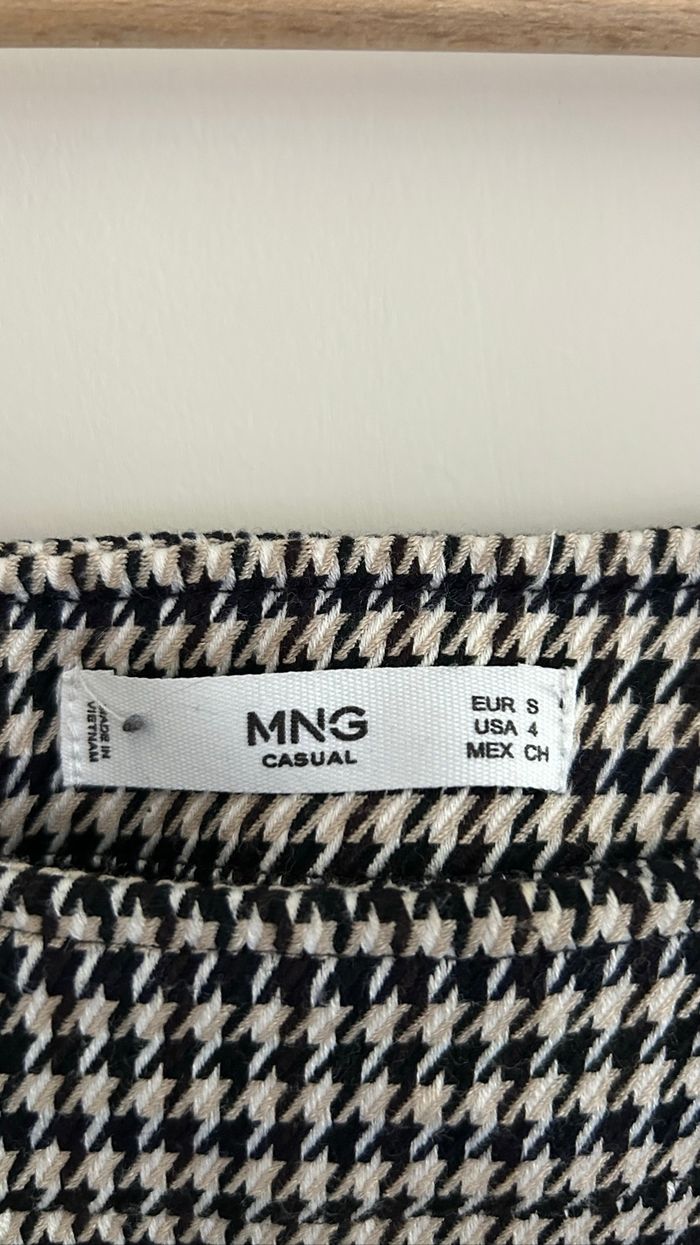 MADE IN
VIETNAM
MNG
CASUAL
EUR S
USA 4
MEX CH